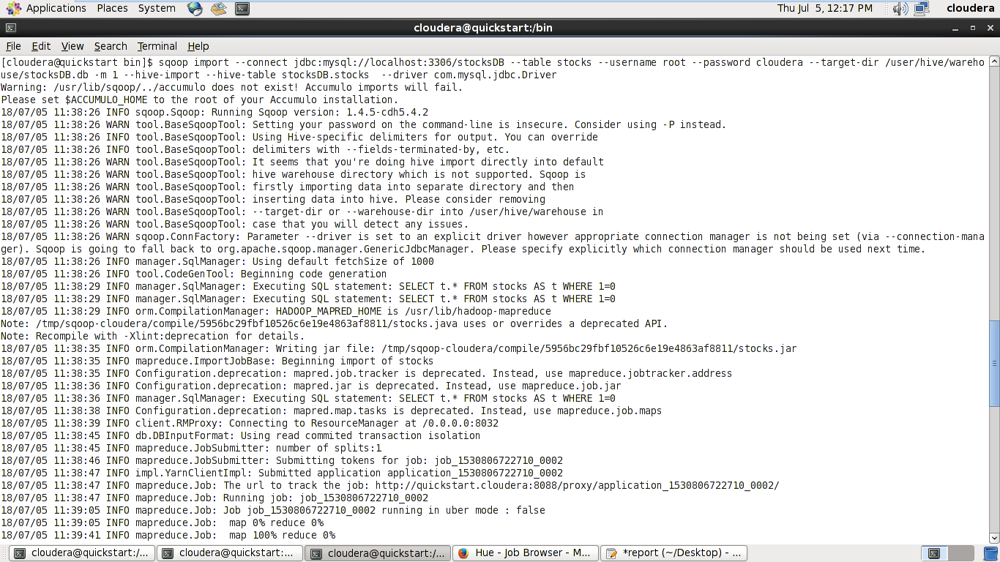 Applications Places System Thu Jul 5, 12:17 PM cloudera
cloudera@quickstart:/bin
File Edit View Search Terminal Help
[cloudera@quickstart bin]$ sqoop import --connect jdbc:mysql://localhost:3306/stocksDB --table stocks --username root --password cloudera --target-dir /user/hive/wareho
use/stocksDB.db -m 1 --hive-import --hive-table stocksDB.stocks  --driver com.mysql.jdbc.Driver
Warning: /usr/lib/sqoop/../accumulo does not exist! Accumulo imports will fail.
Please set $ACCUMULO_HOME to the root of your Accumulo installation.
18/07/05 11:38:26 INFO sqoop.Sqoop: Running Sqoop version: 1.4.5-cdh5.4.2
18/07/05 11:38:26 WARN tool.BaseSqoopTool: Setting your password on the command-line is insecure. Consider using -P instead.
18/07/05 11:38:26 INFO tool.BaseSqoopTool: Using Hive-specific delimiters for output. You can override
18/07/05 11:38:26 INFO tool.BaseSqoopTool: delimiters with --fields-terminated-by, etc.
18/07/05 11:38:26 WARN tool.BaseSqoopTool: It seems that you're doing hive import directly into default
18/07/05 11:38:26 WARN tool.BaseSqoopTool: hive warehouse directory which is not supported. Sqoop is
18/07/05 11:38:26 WARN tool.BaseSqoopTool: firstly importing data into separate directory and then
18/07/05 11:38:26 WARN tool.BaseSqoopTool: inserting data into hive. Please consider removing
18/07/05 11:38:26 WARN tool.BaseSqoopTool: --target-dir or --warehouse-dir into /user/hive/warehouse in
18/07/05 11:38:26 WARN tool.BaseSqoopTool: case that you will detect any issues.
18/07/05 11:38:26 WARN sqoop.ConnFactory: Parameter --driver is set to an explicit driver however appropriate connection manager is not being set (via --connection-mana
ger). Sqoop is going to fall back to org.apache.sqoop.manager.GenericJdbcManager. Please specify explicitly which connection manager should be used next time.
18/07/05 11:38:26 INFO manager.SqlManager: Using default fetchSize of 1000
18/07/05 11:38:26 INFO tool.CodeGenTool: Beginning code generation
18/07/05 11:38:29 INFO manager.SqlManager: Executing SQL statement: SELECT t.* FROM stocks AS t WHERE 1=0
18/07/05 11:38:29 INFO manager.SqlManager: Executing SQL statement: SELECT t.* FROM stocks AS t WHERE 1=0
18/07/05 11:38:29 INFO orm.CompilationManager: HADOOP_MAPRED_HOME is /usr/lib/hadoop-mapreduce
Note: /tmp/sqoop-cloudera/compile/5956bc29fbf10526c6e19e4863af8811/stocks.java uses or overrides a deprecated API.
Note: Recompile with -Xlint:deprecation for details.
18/07/05 11:38:35 INFO orm.CompilationManager: Writing jar file: /tmp/sqoop-cloudera/compile/5956bc29fbf10526c6e19e4863af8811/stocks.jar
18/07/05 11:38:35 INFO mapreduce.ImportJobBase: Beginning import of stocks
18/07/05 11:38:35 INFO Configuration.deprecation: mapred.job.tracker is deprecated. Instead, use mapreduce.jobtracker.address
18/07/05 11:38:36 INFO Configuration.deprecation: mapred.jar is deprecated. Instead, use mapreduce.job.jar
18/07/05 11:38:36 INFO manager.SqlManager: Executing SQL statement: SELECT t.* FROM stocks AS t WHERE 1=0
18/07/05 11:38:38 INFO Configuration.deprecation: mapred.map.tasks is deprecated. Instead, use mapreduce.job.maps
18/07/05 11:38:39 INFO client.RMProxy: Connecting to ResourceManager at /0.0.0.0:8032
18/07/05 11:38:45 INFO db.DBInputFormat: Using read commited transaction isolation
18/07/05 11:38:45 INFO mapreduce.JobSubmitter: number of splits:1
18/07/05 11:38:46 INFO mapreduce.JobSubmitter: Submitting tokens for job: job_1530806722710_0002
18/07/05 11:38:47 INFO impl.YarnClientImpl: Submitted application application_1530806722710_0002
18/07/05 11:38:47 INFO mapreduce.Job: The url to track the job: http://quickstart.cloudera:8088/proxy/application_1530806722710_0002/
18/07/05 11:38:47 INFO mapreduce.Job: Running job: job_1530806722710_0002
18/07/05 11:39:05 INFO mapreduce.Job: Job job_1530806722710_0002 running in uber mode : false
18/07/05 11:39:05 INFO mapreduce.Job:  map 0% reduce 0%
18/07/05 11:39:41 INFO mapreduce.Job:  map 100% reduce 0%
cloudera@quickstart:/... cloudera@quickstart:... cloudera@quickstart:/... Hue - Job Browser - M... *report (~/Desktop) - ...